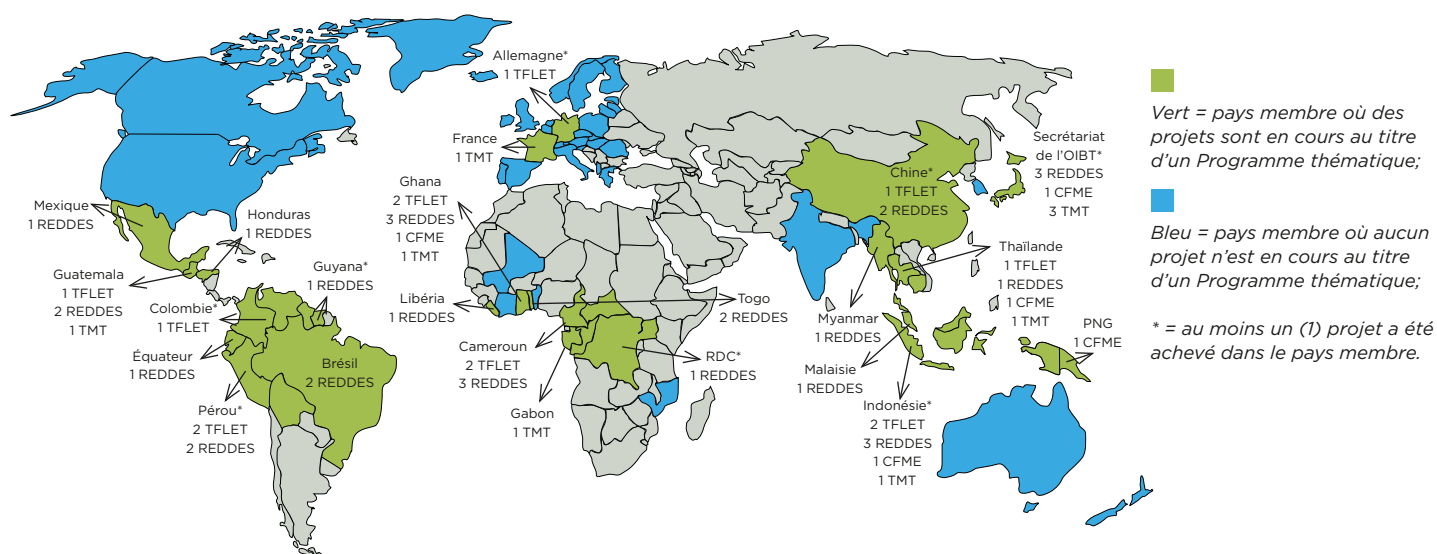 Allemagne*
1 TFLET
France
1 TMT
Ghana
2 TFLET
3 REDDES
1 CFME
1 TMT
Mexique
1 REDDES
Honduras
1 REDDES
Guatemala
1 TFLET
2 REDDES
1 TMT
Guyana*
1 REDDES
Colombie*
1 TFLET
Équateur
1 REDDES
Brésil
2 REDDES
Pérou*
2 TFLET
2 REDDES
Libéria
1 REDDES
Togo
2 REDDES
Cameroun
2 TFLET
3 REDDES
RDC*
1 REDDES
Gabon
1 TMT
Chine*
1 TFLET
2 REDDES
Secrétariat
de l'OIBT*
3 REDDES
1 CFME
3 TMT
Thaïlande
1 TFLET
1 REDDES
1 CFME
1 TMT
Myanmar
1 REDDES
Malaisie
1 REDDES
Indonésie*
2 TFLET
3 REDDES
1 CFME
1 TMT
PNG
1 CFME
Vert = pays membre où des
projets sont en cours au titre
d'un Programme thématique;
Bleu = pays membre où aucun
projet n'est en cours au titre
d'un Programme thématique;
* = au moins un (1) projet a été
achevé dans le pays membre.